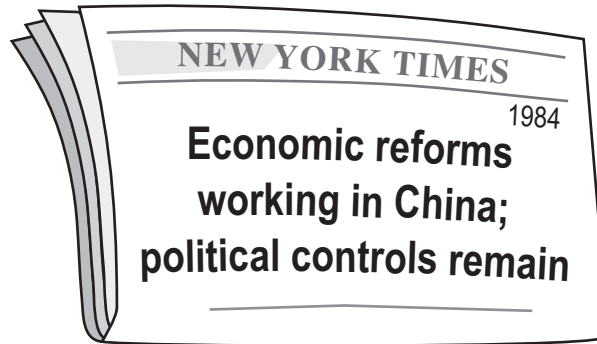 NEW YORK TIMES
1984
Economic reforms
working in China;
political controls remain